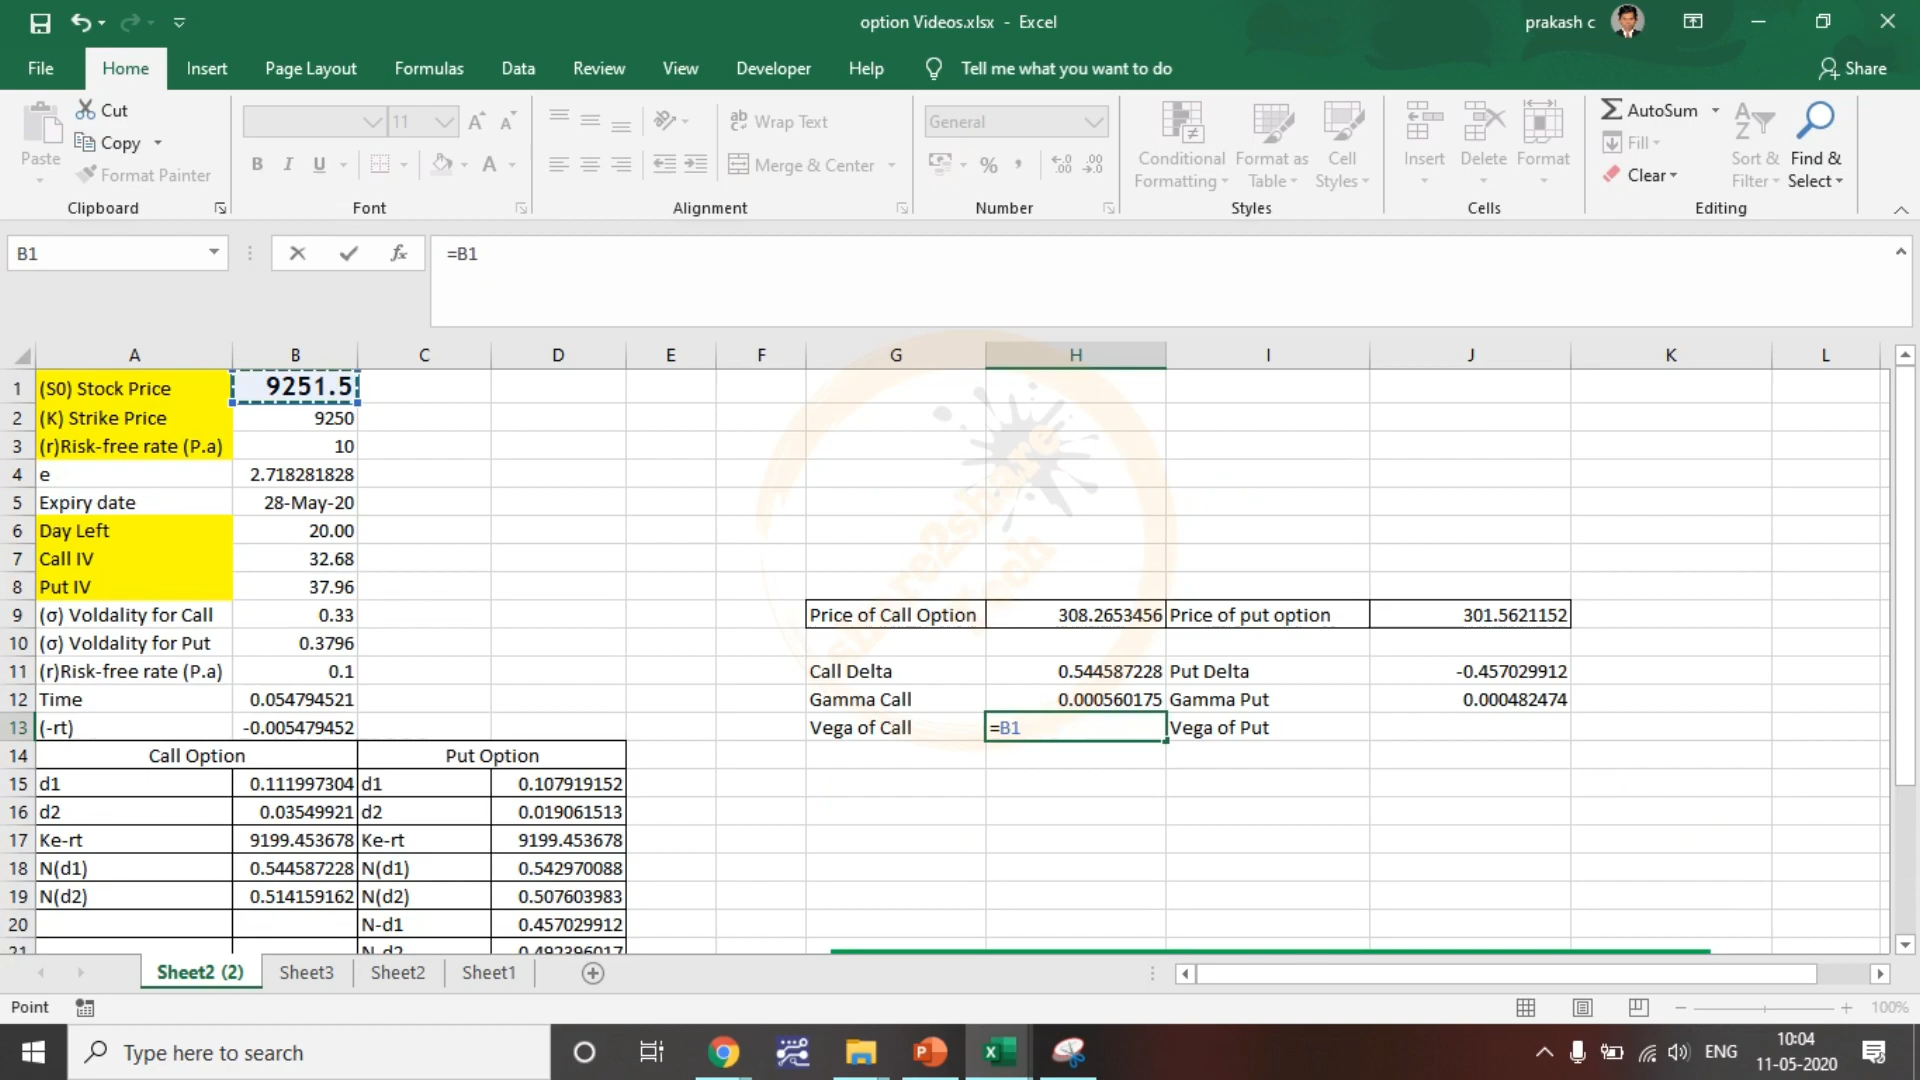 option Videos.xlsx - Excel
prakash c
File Home Insert Page Layout Formulas Data Review View Developer Help Tell me what you want to do Share
Paste
Cut
Copy
Format Painter
Clipboard
11
B I U A
Font
ab Wrap Text
Merge & Center
Alignment
General
% ,
Number
Conditional Formatting
Format as Table
Cell Styles
Styles
Insert Delete Format
Cells
AutoSum
Fill
Clear
Sort & Filter
Find & Select
Editing
B1 fx =B1
A B C D E F G H I J K L
1 (S0) Stock Price 9251.5
2 (K) Strike Price 9250
3 (r)Risk-free rate (P.a) 10
4 e 2.718281828
5 Expiry date 28-May-20
6 Day Left 20.00
7 Call IV 32.68
8 Put IV 37.96
9 (σ) Voldality for Call 0.33 Price of Call Option 308.2653456 Price of put option 301.5621152
10 (σ) Voldality for Put 0.3796
11 (r)Risk-free rate (P.a) 0.1 Call Delta 0.544587228 Put Delta -0.457029912
12 Time 0.054794521 Gamma Call 0.000560175 Gamma Put 0.000482474
13 (-rt) -0.005479452 Vega of Call =B1 Vega of Put
14 Call Option Put Option
15 d1 0.111997304 d1 0.107919152
16 d2 0.03549921 d2 0.019061513
17 Ke-rt 9199.453678 Ke-rt 9199.453678
18 N(d1) 0.544587228 N(d1) 0.542970088
19 N(d2) 0.514159162 N(d2) 0.507603983
20 N-d1 0.457029912
21 N-d2 0.492396017
share2share
tech
Sheet2 (2) Sheet3 Sheet2 Sheet1
Point 100%
Type here to search
ENG
10:04
11-05-2020